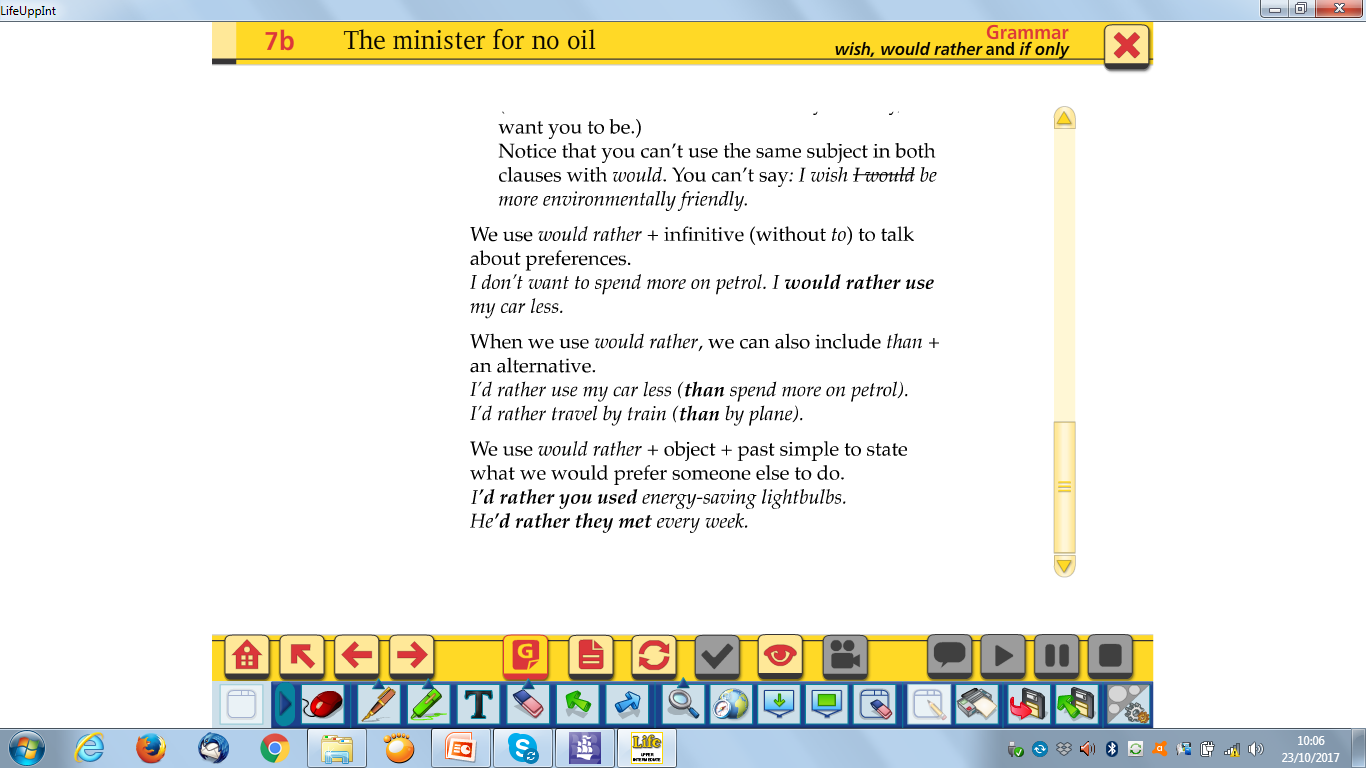 LifeUppInt
7b The minister for no oil
Grammar
wish, would rather and if only
want you to be.)
Notice that you can't use the same subject in both
clauses with would. You can't say: I wish I would be
more environmentally friendly.
We use would rather + infinitive (without to) to talk
about preferences.
I don't want to spend more on petrol. I would rather use
my car less.
When we use would rather, we can also include than +
an alternative.
I'd rather use my car less (than spend more on petrol).
I'd rather travel by train (than by plane).
We use would rather + object + past simple to state
what we would prefer someone else to do.
I'd rather you used energy-saving lightbulbs.
He'd rather they met every week.
G
T
Life
UPPER
INTERMEDIATE
10:06
23/10/2017